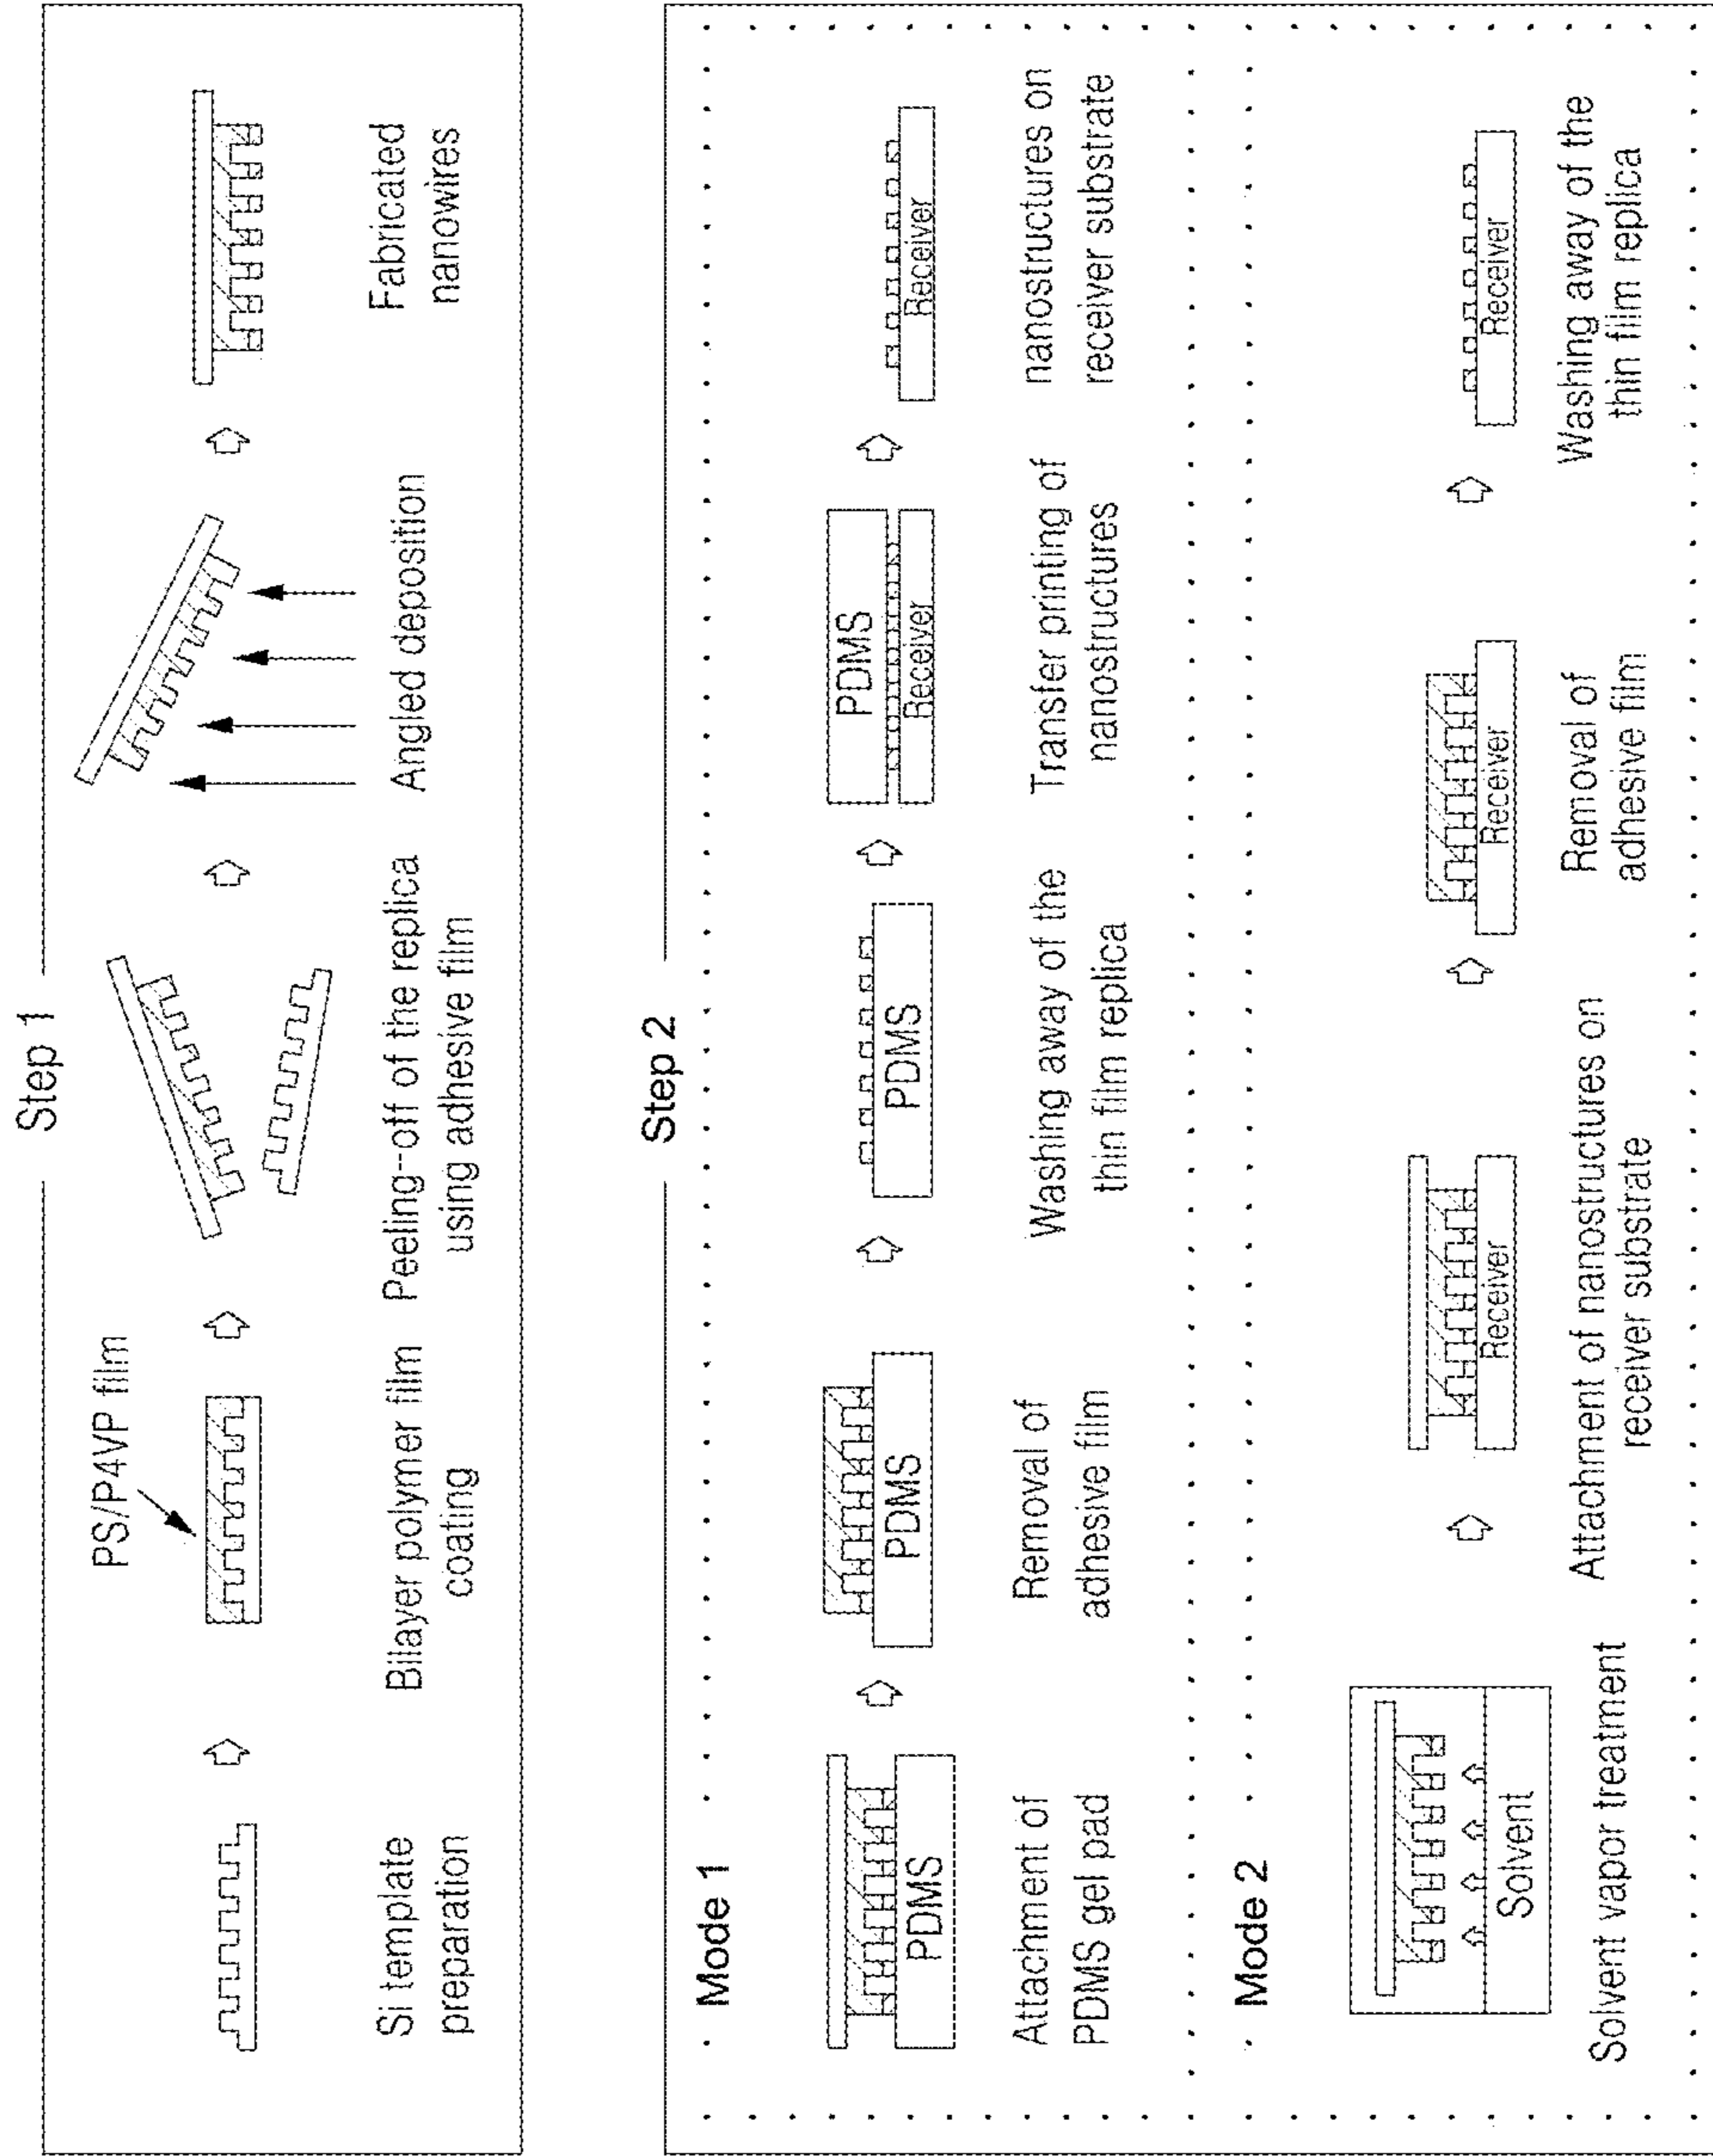 Step 1
PS/P4VP film
Si template
preparation
Bilayer polymer film
coating
Peeling-off of the replica
using adhesive film
Angled deposition
Fabricated
nanowires
Step 2
Mode 1
PDMS
Attachment of
PDMS gel pad
PDMS
Removal of
adhesive film
PDMS
Washing away of the
thin film replica
PDMS
Receiver
Transfer printing of
nanostructures
Receiver
nanostructures on
receiver substrate
Mode 2
Solvent
Solvent vapor treatment
Receiver
Attachment of nanostructures on
receiver substrate
Receiver
Removal of
adhesive film
Receiver
Washing away of the
thin film replica